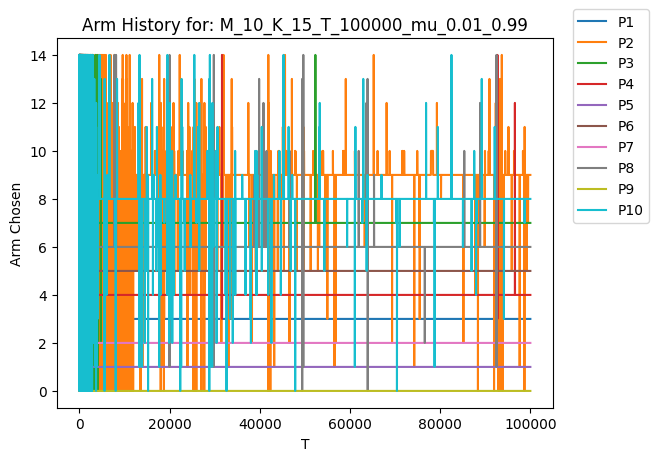 Arm History for: M_10_K_15_T_100000_mu_0.01_0.99
Arm Chosen
14
12
10
8
6
4
2
0
0 20000 40000 60000 80000 100000
T
P1
P2
P3
P4
P5
P6
P7
P8
P9
P10